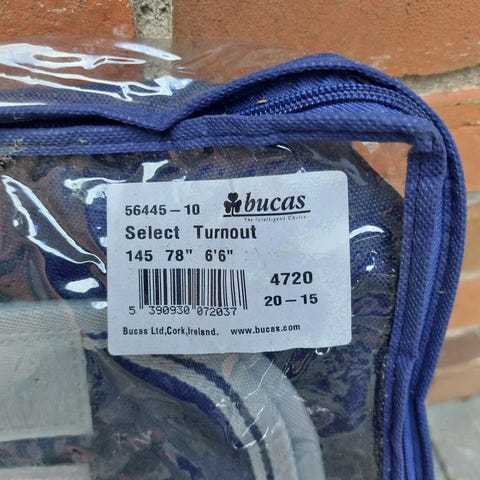 56445-10 bucas
The Intelligent Choice
Select Turnout
145 78" 6'6"
4720
5 390930 072037
20-15
Bucas Ltd,Cork,Ireland. www.bucas.com